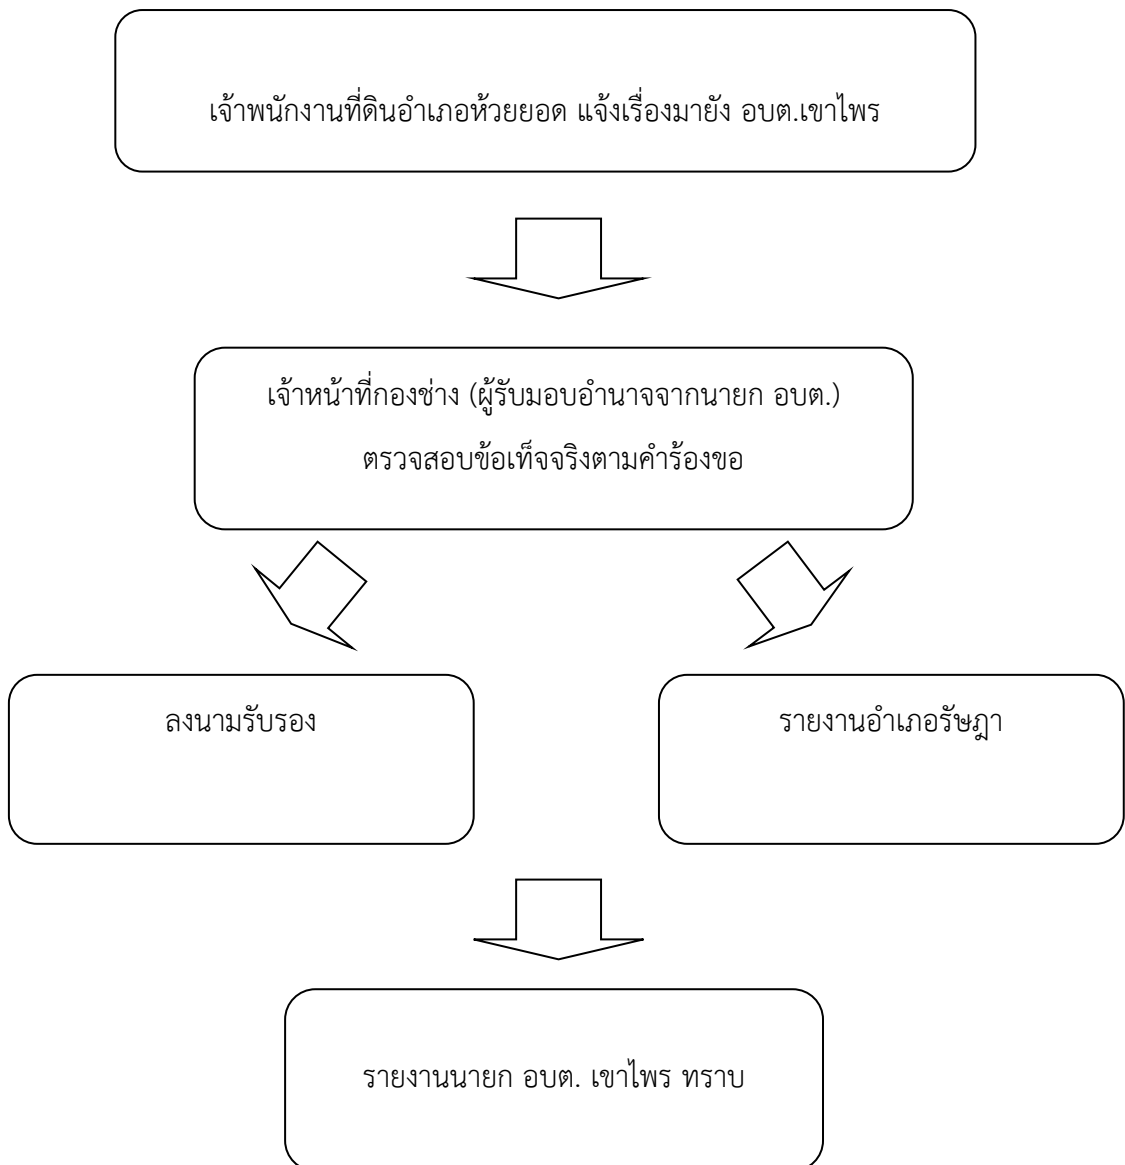 เจ้าพนักงานที่ดินอำเภอห้วยยอด แจ้งเรื่องมายัง อบต.เขาไพร
เจ้าหน้าที่กองช่าง (ผู้รับมอบอำนาจจากนายก อบต.)
ตรวจสอบข้อเท็จจริงตามคำร้องขอ
ลงนามรับรอง
รายงานอำเภอรัษฎา
รายงานนายก อบต. เขาไพร ทราบ